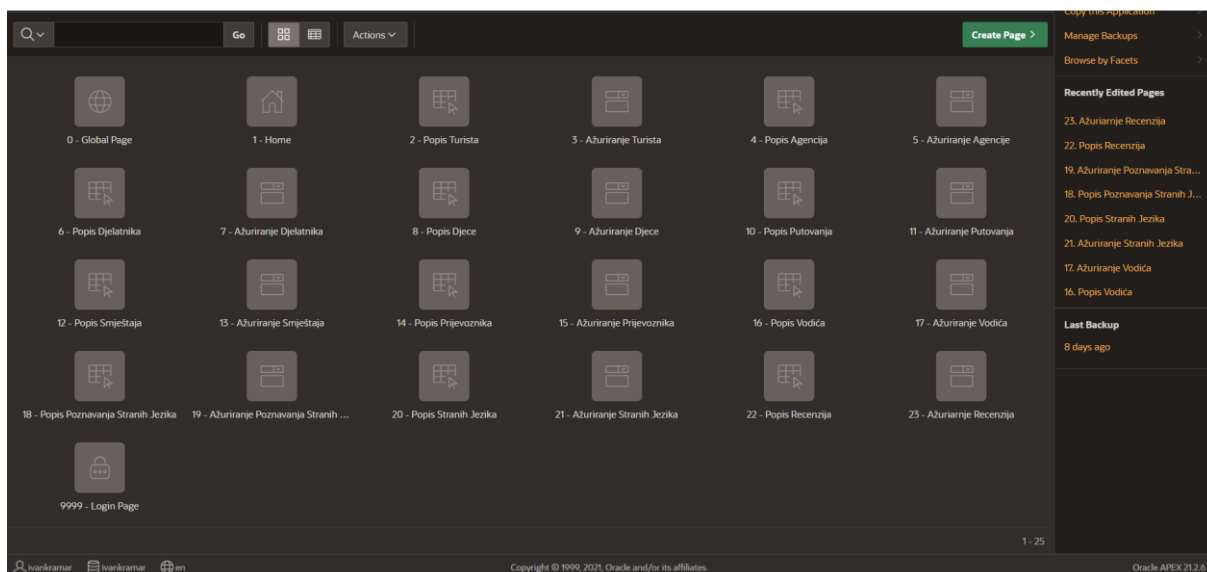 Copy this Application
Go
Actions
Create Page
Manage Backups
Browse by Facets
Recently Edited Pages
0 - Global Page
1 - Home
2 - Popis Turista
3 - Ažuriranje Turista
4 - Popis Agencija
5 - Ažuriranje Agencije
23. Ažuriarnje Recenzija
22. Popis Recenzija
19. Ažuriranje Poznavanja Stra...
18. Popis Poznavanja Stranih J...
20. Popis Stranih Jezika
21. Ažuriranje Stranih Jezika
17. Ažuriranje Vodića
16. Popis Vodića
6 - Popis Djelatnika
7 - Ažuriranje Djelatnika
8 - Popis Djece
9 - Ažuriranje Djece
10 - Popis Putovanja
11 - Ažuriranje Putovanja
12 - Popis Smještaja
13 - Ažuriranje Smještaja
14 - Popis Prijevoznika
15 - Ažuriranje Prijevoznika
16 - Popis Vodića
17 - Ažuriranje Vodića
Last Backup
8 days ago
18 - Popis Poznavanja Stranih Jezika
19 - Ažuriranje Poznavanja Stranih ...
20 - Popis Stranih Jezika
21 - Ažuriranje Stranih Jezika
22 - Popis Recenzija
23 - Ažuriarnje Recenzija
9999 - Login Page
1 - 25
ivankramar
ivankramar
en
Copyright © 1999, 2021, Oracle and/or its affiliates.
Oracle APEX 21.2.6